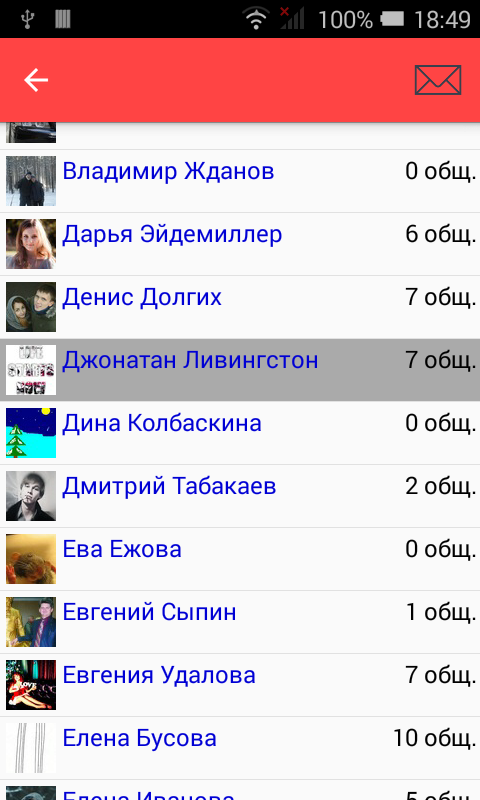 100% 18:49
Владимир Жданов 0 общ.
Дарья Эйдемиллер 6 общ.
Денис Долгих 7 общ.
Джонатан Ливингстон 7 общ.
Дина Колбаскина 0 общ.
Дмитрий Табакаев 2 общ.
Ева Ежова 0 общ.
Евгений Сыпин 1 общ.
Евгения Удалова 7 общ.
Елена Бусова 10 общ.
Елена Иванова 5 общ.